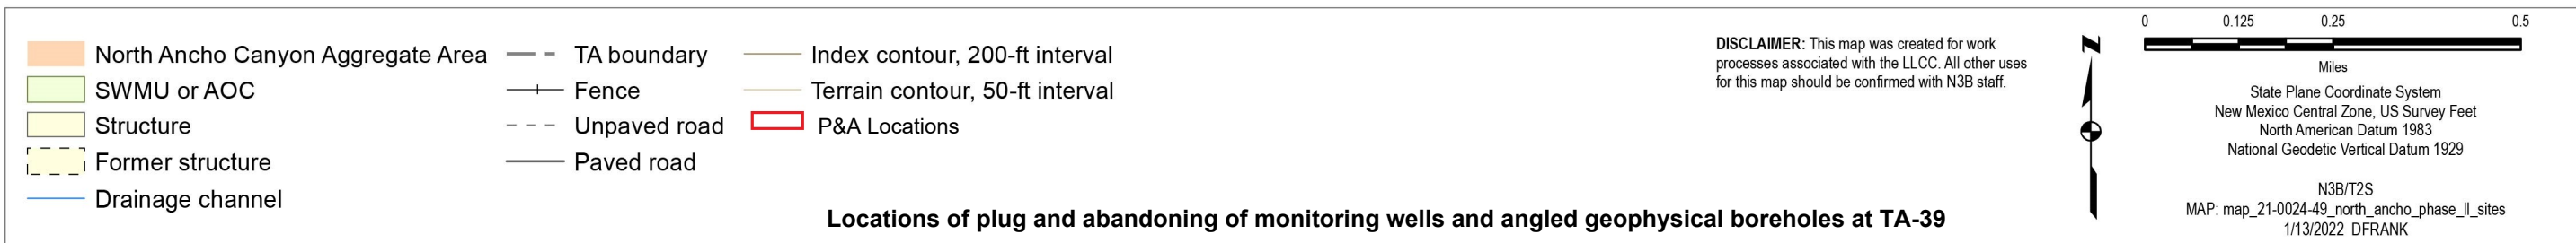 North Ancho Canyon Aggregate Area
SWMU or AOC
Structure
Former structure
Drainage channel
TA boundary
Fence
Unpaved road
Paved road
Index contour, 200-ft interval
Terrain contour, 50-ft interval
P&A Locations
Locations of plug and abandoning of monitoring wells and angled geophysical boreholes at TA-39
DISCLAIMER: This map was created for work
processes associated with the LLCC. All other uses
for this map should be confirmed with N3B staff.
N
0 0.125 0.25 0.5
Miles
State Plane Coordinate System
New Mexico Central Zone, US Survey Feet
North American Datum 1983
National Geodetic Vertical Datum 1929
N3B/T2S
MAP: map_21-0024-49_north_ancho_phase_II_sites
1/13/2022 DFRANK